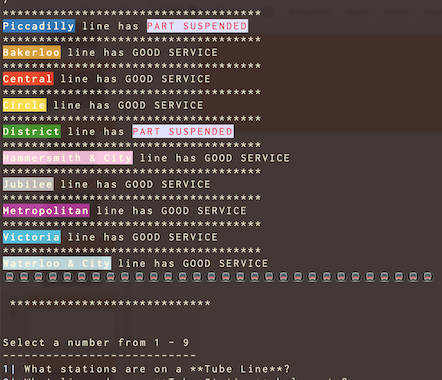 *********************************
Piccadilly line has PART SUSPENDED
*********************************
Bakerloo line has GOOD SERVICE
*********************************
Central line has GOOD SERVICE
*********************************
Circle line has GOOD SERVICE
*********************************
District line has PART SUSPENDED
*********************************
Hammersmith & City line has GOOD SERVICE
*********************************
Jubilee line has GOOD SERVICE
*********************************
Metropolitan line has GOOD SERVICE
*********************************
Victoria line has GOOD SERVICE
*********************************
Waterloo & City line has GOOD SERVICE
🚇🚇🚇🚇🚇🚇🚇🚇🚇🚇🚇🚇🚇🚇🚇🚇🚇🚇🚇🚇🚇🚇🚇🚇🚇
**************************
Select a number from 1 - 9
-------------------------
1| What stations are on a **Tube Line**?